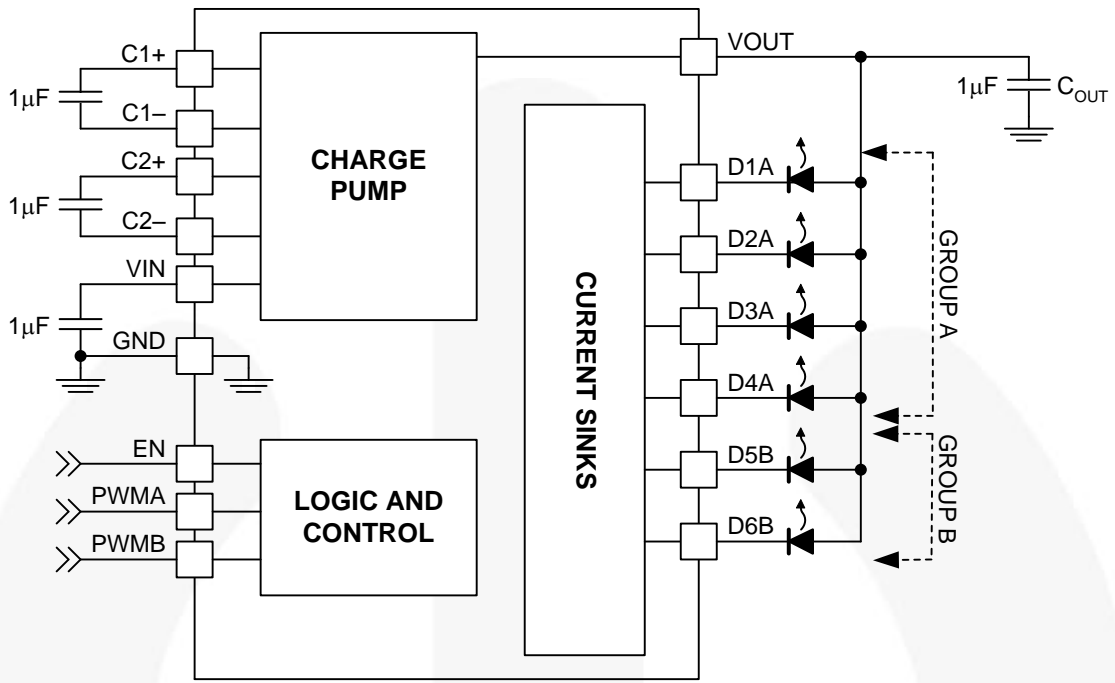 C1+
1µF
C1–
C2+
1µF
C2–
VIN
1µF
GND
EN
PWMA
PWMB
CHARGE
PUMP
LOGIC AND
CONTROL
CURRENT SINKS
VOUT
1µF
COUT
D1A
D2A
D3A
D4A
D5B
D6B
GROUP A
GROUP B